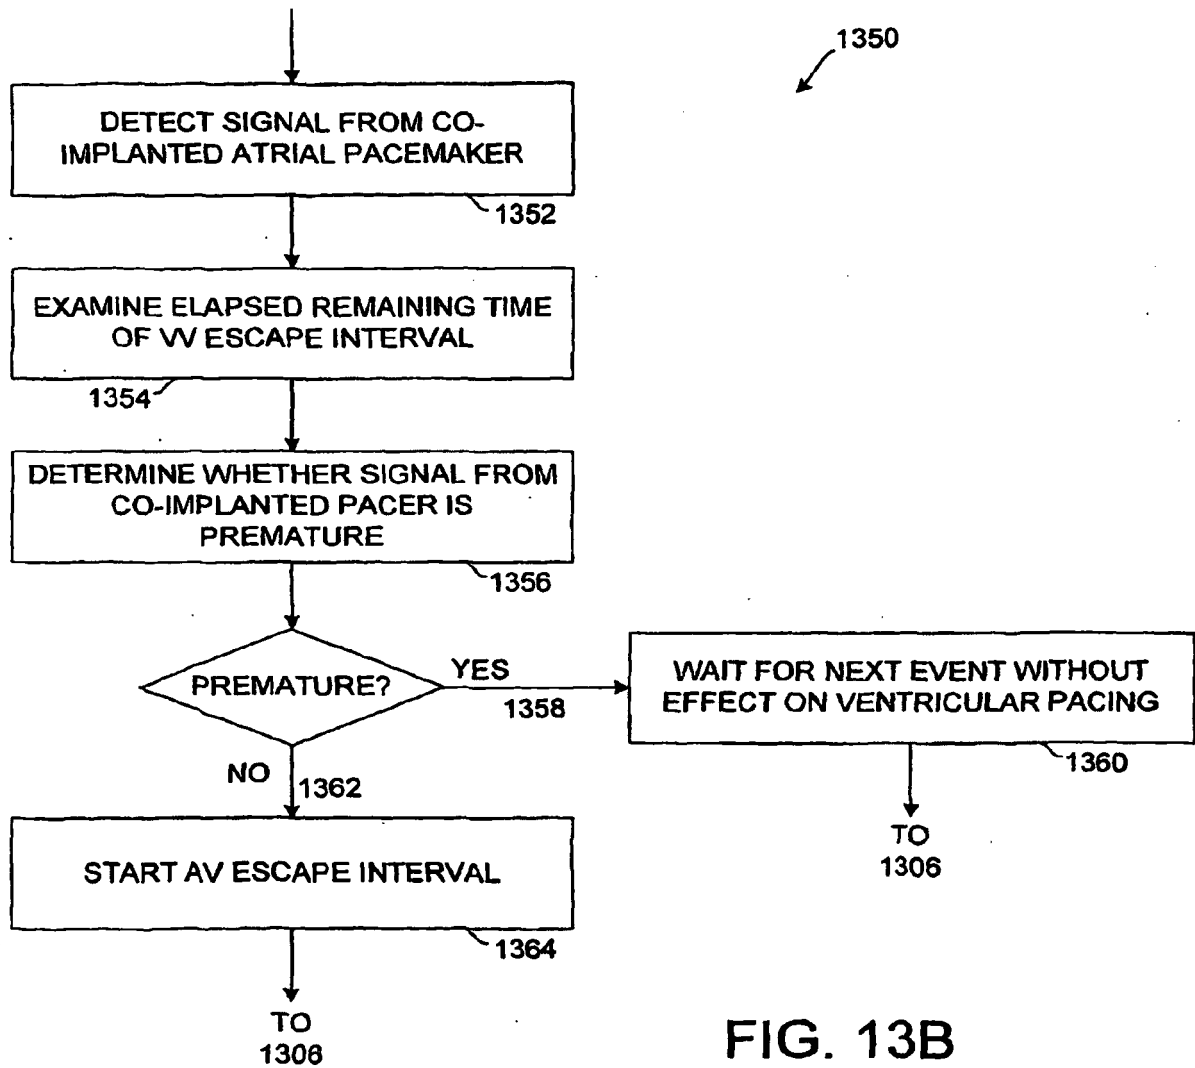 1350
DETECT SIGNAL FROM CO-
IMPLANTED ATRIAL PACEMAKER
1352
EXAMINE ELAPSED REMAINING TIME
OF VV ESCAPE INTERVAL
1354
DETERMINE WHETHER SIGNAL FROM
CO-IMPLANTED PACER IS
PREMATURE
1356
PREMATURE?
YES
1358
WAIT FOR NEXT EVENT WITHOUT
EFFECT ON VENTRICULAR PACING
1360
TO
1306
NO
1362
START AV ESCAPE INTERVAL
1364
TO
1306
FIG. 13B